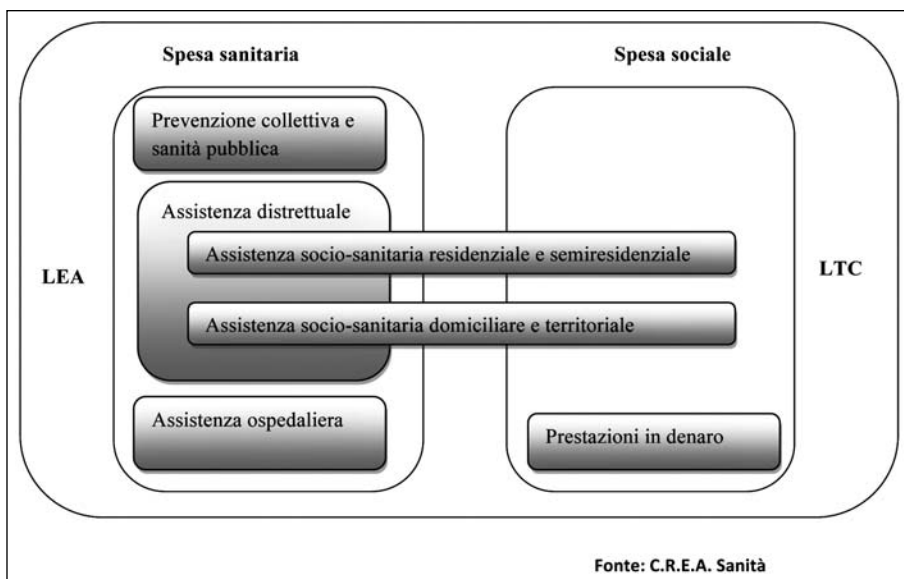 Spesa sanitaria
Spesa sociale
Prevenzione collettiva e
sanità pubblica
Assistenza distrettuale
Assistenza socio-sanitaria residenziale e semiresidenziale
LEA
LTC
Assistenza socio-sanitaria domiciliare e territoriale
Assistenza ospedaliera
Prestazioni in denaro
Fonte: C.R.E.A. Sanità